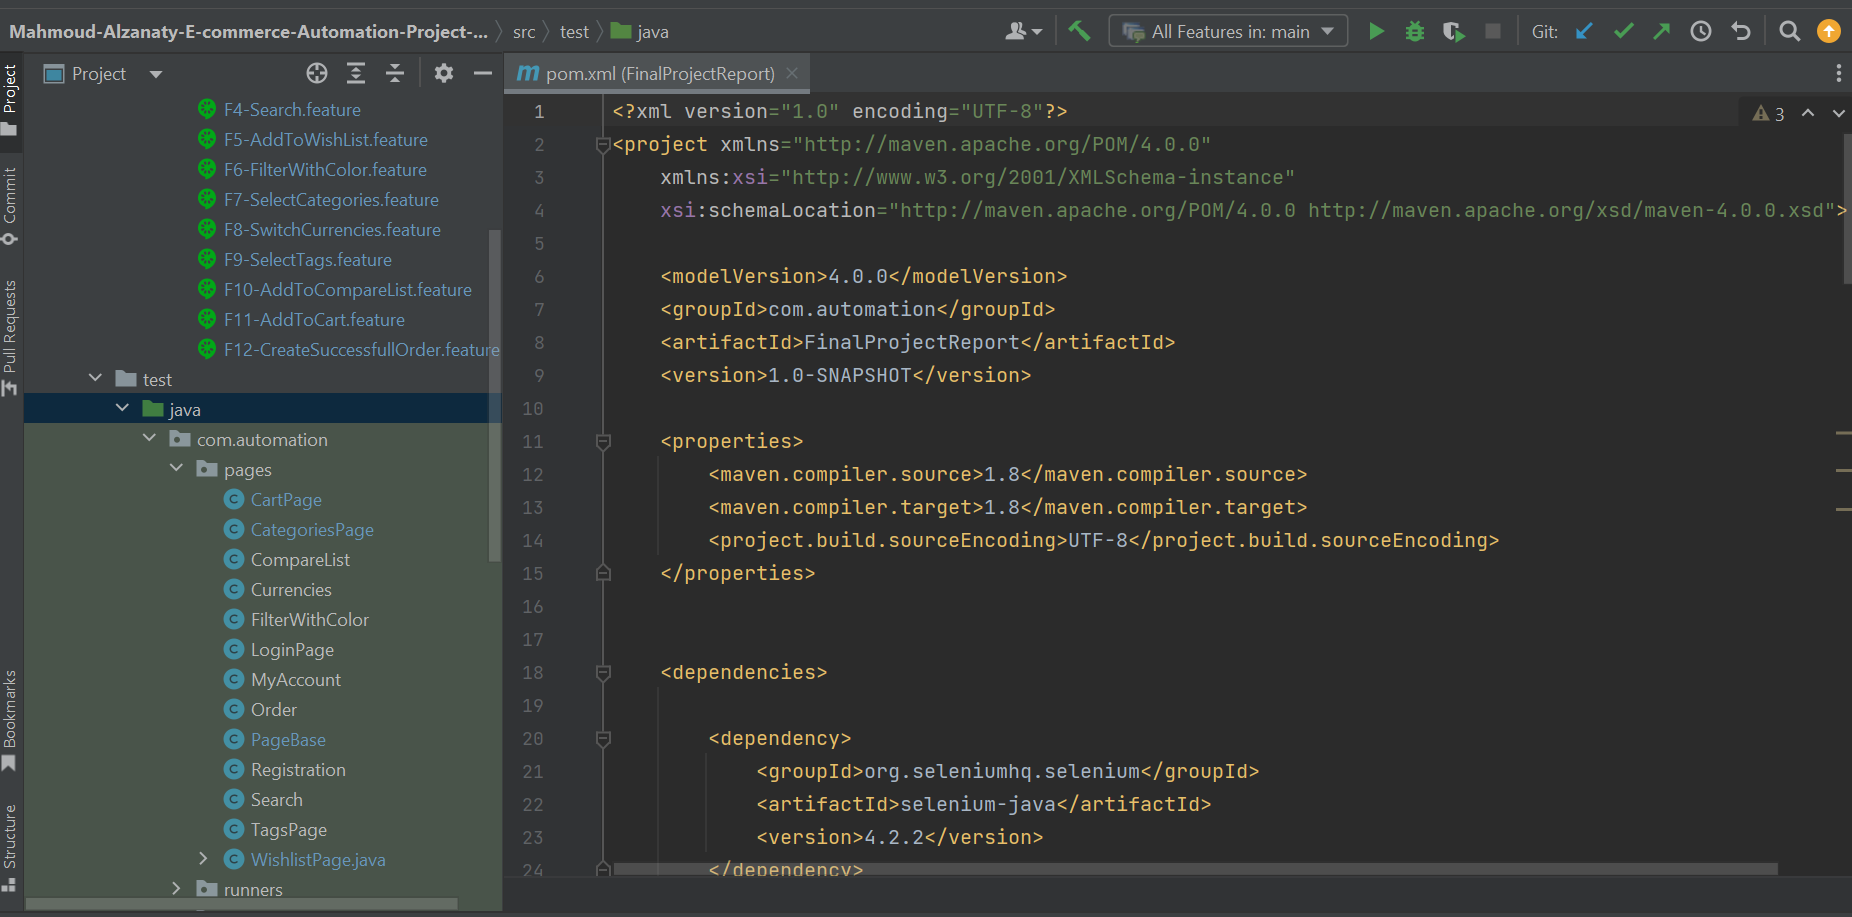 Mahmoud-Alzanaty-E-commerce-Automation-Project-... src test java All Features in: main Git:
Project
Project
Commit
Pull Requests
Bookmarks
Structure
F4-Search.feature
F5-AddToWishList.feature
F6-FilterWithColor.feature
F7-SelectCategories.feature
F8-SwitchCurrencies.feature
F9-SelectTags.feature
F10-AddToCompareList.feature
F11-AddToCart.feature
F12-CreateSuccessfullOrder.feature
test
java
com.automation
pages
C CartPage
C CategoriesPage
C CompareList
C Currencies
C FilterWithColor
C LoginPage
C MyAccount
C Order
C PageBase
C Registration
C Search
C TagsPage
C WishlistPage.java
runners
m pom.xml (FinalProjectReport)
3
1 <?xml version="1.0" encoding="UTF-8"?>
2 <project xmlns="http://maven.apache.org/POM/4.0.0"
3 xmlns:xsi="http://www.w3.org/2001/XMLSchema-instance"
4 xsi:schemaLocation="http://maven.apache.org/POM/4.0.0 http://maven.apache.org/xsd/maven-4.0.0.xsd">
5
6 <modelVersion>4.0.0</modelVersion>
7 <groupId>com.automation</groupId>
8 <artifactId>FinalProjectReport</artifactId>
9 <version>1.0-SNAPSHOT</version>
10
11 <properties>
12 <maven.compiler.source>1.8</maven.compiler.source>
13 <maven.compiler.target>1.8</maven.compiler.target>
14 <project.build.sourceEncoding>UTF-8</project.build.sourceEncoding>
15 </properties>
16
17
18 <dependencies>
19
20 <dependency>
21 <groupId>org.seleniumhq.selenium</groupId>
22 <artifactId>selenium-java</artifactId>
23 <version>4.2.2</version>
24 </dependency>